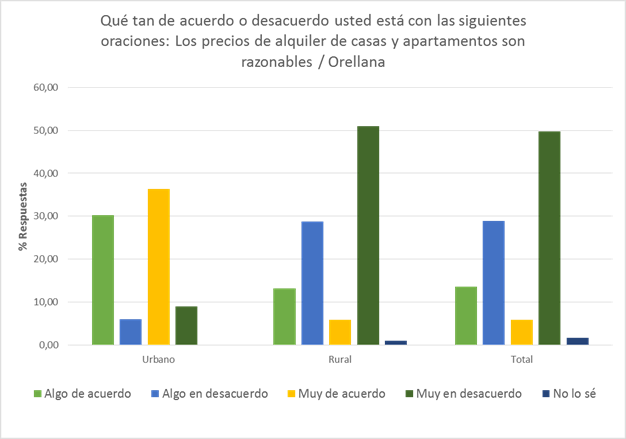 Qué tan de acuerdo o desacuerdo usted está con las siguientes
oraciones: Los precios de alquiler de casas y apartamentos son
razonables / Orellana
60,00
50,00
40,00
30,00
20,00
10,00
0,00
% Respuestas
Urbano Rural Total
Algo de acuerdo Algo en desacuerdo Muy de acuerdo Muy en desacuerdo No lo sé